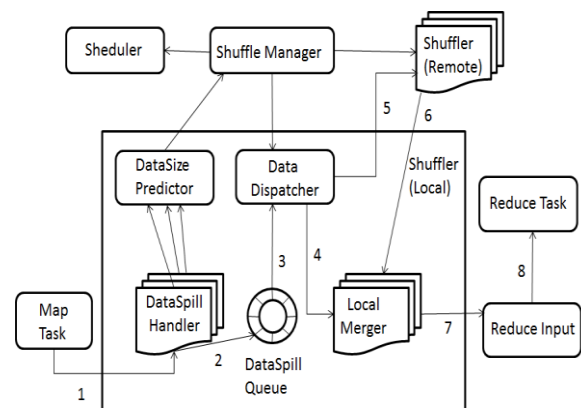 Sheduler
Shuffle Manager
Shuffler
(Remote)
5
6
DataSize
Predictor
Data
Dispatcher
Shuffler
(Local)
Reduce Task
3
4
8
Map
Task
DataSpill
Handler
Local
Merger
Reduce Input
2
7
DataSpill
Queue
1